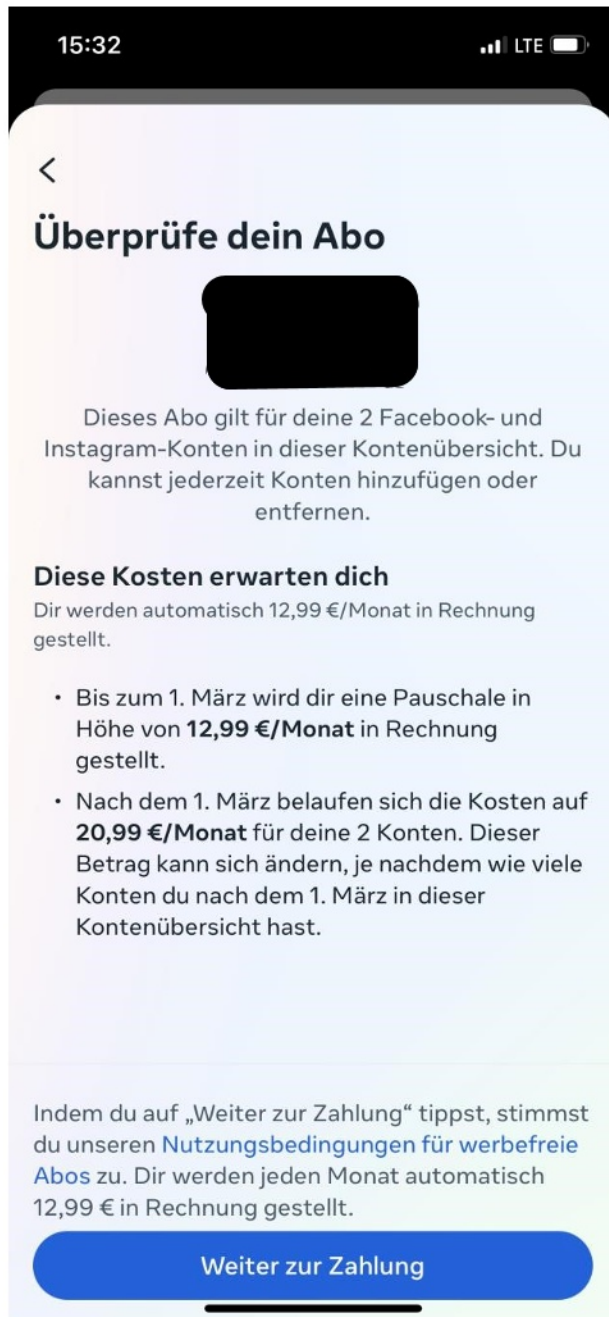 15:32
LTE
Überprüfe dein Abo
Dieses Abo gilt für deine 2 Facebook- und
Instagram-Konten in dieser Kontenübersicht. Du
kannst jederzeit Konten hinzufügen oder
entfernen.
Diese Kosten erwarten dich
Dir werden automatisch 12,99 €/Monat in Rechnung
gestellt.
• Bis zum 1. März wird dir eine Pauschale in
Höhe von 12,99 €/Monat in Rechnung
gestellt.
• Nach dem 1. März belaufen sich die Kosten auf
20,99 €/Monat für deine 2 Konten. Dieser
Betrag kann sich ändern, je nachdem wie viele
Konten du nach dem 1. März in dieser
Kontenübersicht hast.
Indem du auf „Weiter zur Zahlung“ tippst, stimmst
du unseren Nutzungsbedingungen für werbefreie
Abos zu. Dir werden jeden Monat automatisch
12,99 € in Rechnung gestellt.
Weiter zur Zahlung